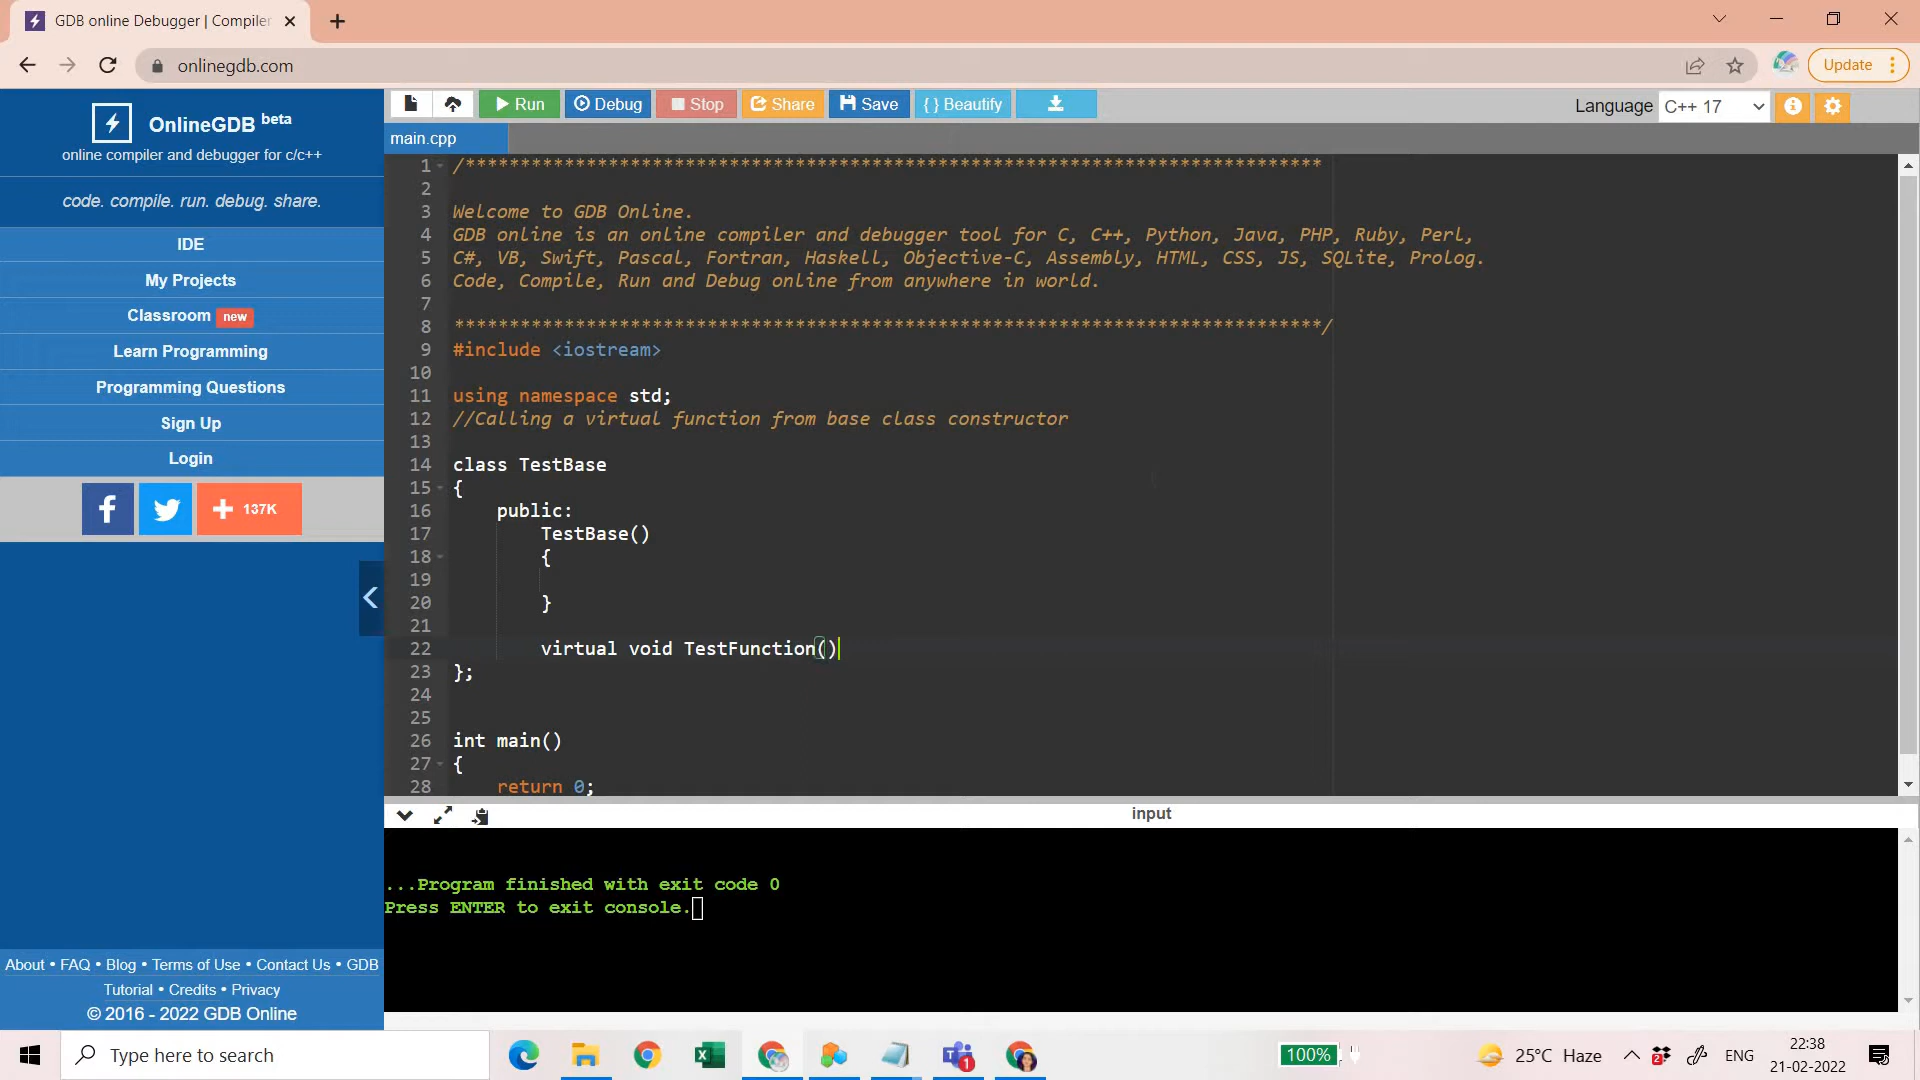 GDB online Debugger | Compiler
onlinegdb.com
Update
OnlineGDB beta
online compiler and debugger for c/c++
code. compile. run. debug. share.
IDE
My Projects
Classroom new
Learn Programming
Programming Questions
Sign Up
Login
137K
About • FAQ • Blog • Terms of Use • Contact Us • GDB
Tutorial • Credits • Privacy
© 2016 - 2022 GDB Online
Run Debug Stop Share Save { } Beautify
Language C++ 17
main.cpp
1 /******************************************************************************
2
3 Welcome to GDB Online.
4 GDB online is an online compiler and debugger tool for C, C++, Python, Java, PHP, Ruby, Perl,
5 C#, VB, Swift, Pascal, Fortran, Haskell, Objective-C, Assembly, HTML, CSS, JS, SQLite, Prolog.
6 Code, Compile, Run and Debug online from anywhere in world.
7
8 *******************************************************************************/
9 #include <iostream>
10
11 using namespace std;
12 //Calling a virtual function from base class constructor
13
14 class TestBase
15 {
16 public:
17 TestBase()
18 {
19
20 }
21
22 virtual void TestFunction()
23 };
24
25
26 int main()
27 {
28 return 0;
input
...Program finished with exit code 0
Press ENTER to exit console.
Type here to search
100%
25°C Haze
ENG
22:38
21-02-2022